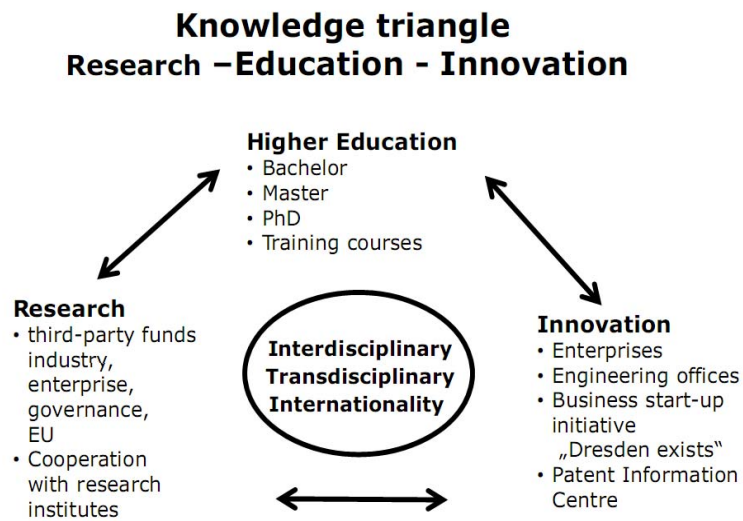 Knowledge triangle
Research –Education - Innovation
Higher Education
• Bachelor
• Master
• PhD
• Training courses
Research
• third-party funds
industry,
enterprise,
governance,
EU
• Cooperation
with research
institutes
Interdisciplinary
Transdisciplinary
Internationality
Innovation
• Enterprises
• Engineering offices
• Business start-up
initiative
„Dresden exists“
• Patent Information
Centre